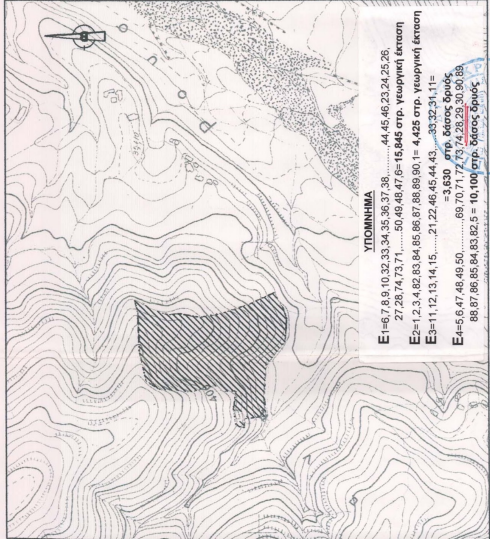 ΥΠΟΜΝΗΜΑ
E1=6,7,8,9,10,32,33,34,35,36,37,38,..........44,45,46,23,24,25,26,
27,28,74,73,71,......50,49,48,47,6=15,845 στρ. γεωργική έκταση
E2=1,2,3,4,82,83,84,85,86,87,88,89,90,1= 4,425 στρ. γεωργική έκταση
E3=11,12,13,14,15,......21,22,46,45,44,43,......33,32,31,11=
=3,630 στρ. δάσος δρυός
E4=5,6,47,48,49,50,............69,70,71,72,73,74,28,29,30,90,89,
88,87,86,85,84,83,82,5 = 10,100 στρ. δάσος δρυός